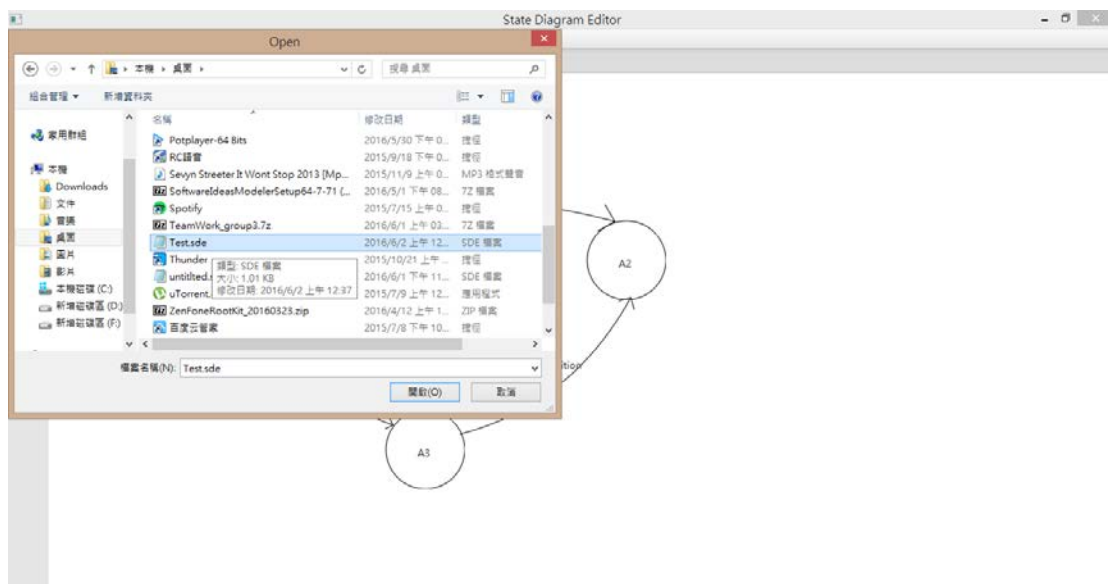 State Diagram Editor
Open
本機 桌面
搜尋 桌面
組合管理 新增資料夾
名稱 修改日期 類型
家用群組
本機
Downloads
文件
音樂
桌面
圖片
影片
本機磁碟 (C:)
新增磁碟區 (D:)
新增磁碟區 (F:)
Potplayer-64 Bits 2016/5/30 下午 0... 捷徑
RC語音 2015/9/18 下午 0... 捷徑
Sevyn Streeter It Wont Stop 2013 [Mp... 2015/11/9 上午 0... MP3 格式聲音
SoftwareIdeasModelerSetup64-7-71 (... 2016/5/1 下午 08... 7Z 檔案
Spotify 2015/7/15 上午 0... 捷徑
TeamWork_group3.7z 2016/6/1 上午 03... 7Z 檔案
Test.sde 2016/6/2 上午 12... SDE 檔案
Thunder 2015/10/21 上午 ... 捷徑
untitled. 2016/6/1 下午 11... SDE 檔案
uTorrent. 2015/7/9 上午 12... 應用程式
ZenFoneRootKit_20160323.zip 2016/4/12 上午 1... ZIP 檔案
百度云管家 2015/7/8 下午 10... 捷徑
類型: SDE 檔案
大小: 1.01 KB
修改日期: 2016/6/2 上午 12:37
檔案名稱(N): Test.sde
開啟(O) 取消
A2
ition
A3